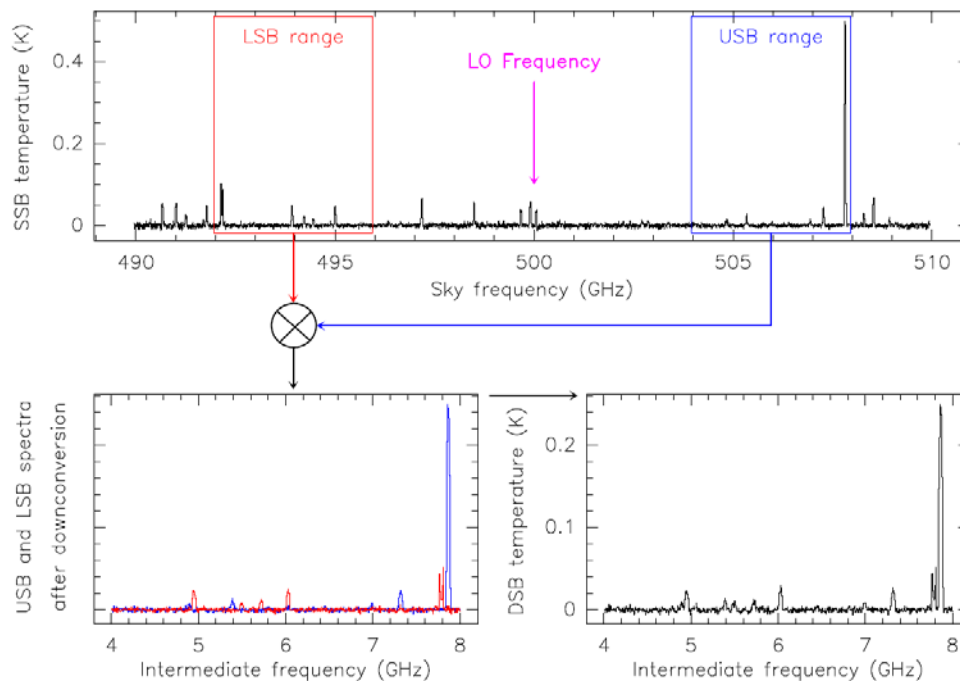 LSB range
USB range
LO Frequency
SSB temperature (K)
0.4
0.2
0
490
495
500
505
510
Sky frequency (GHz)
USB and LSB spectra
after downconversion
4
5
6
7
8
Intermediate frequency (GHz)
DSB temperature (K)
0.2
0.1
0
4
5
6
7
8
Intermediate frequency (GHz)